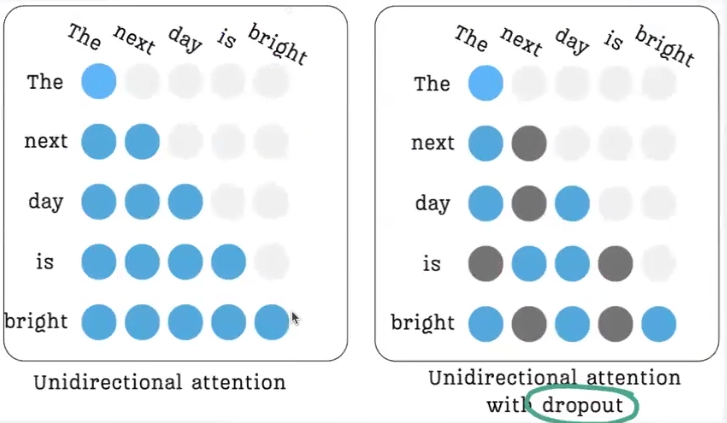 The next day is bright
The
next
day
is
bright
Unidirectional attention
The next day is bright
The
next
day
is
bright
Unidirectional attention
with dropout